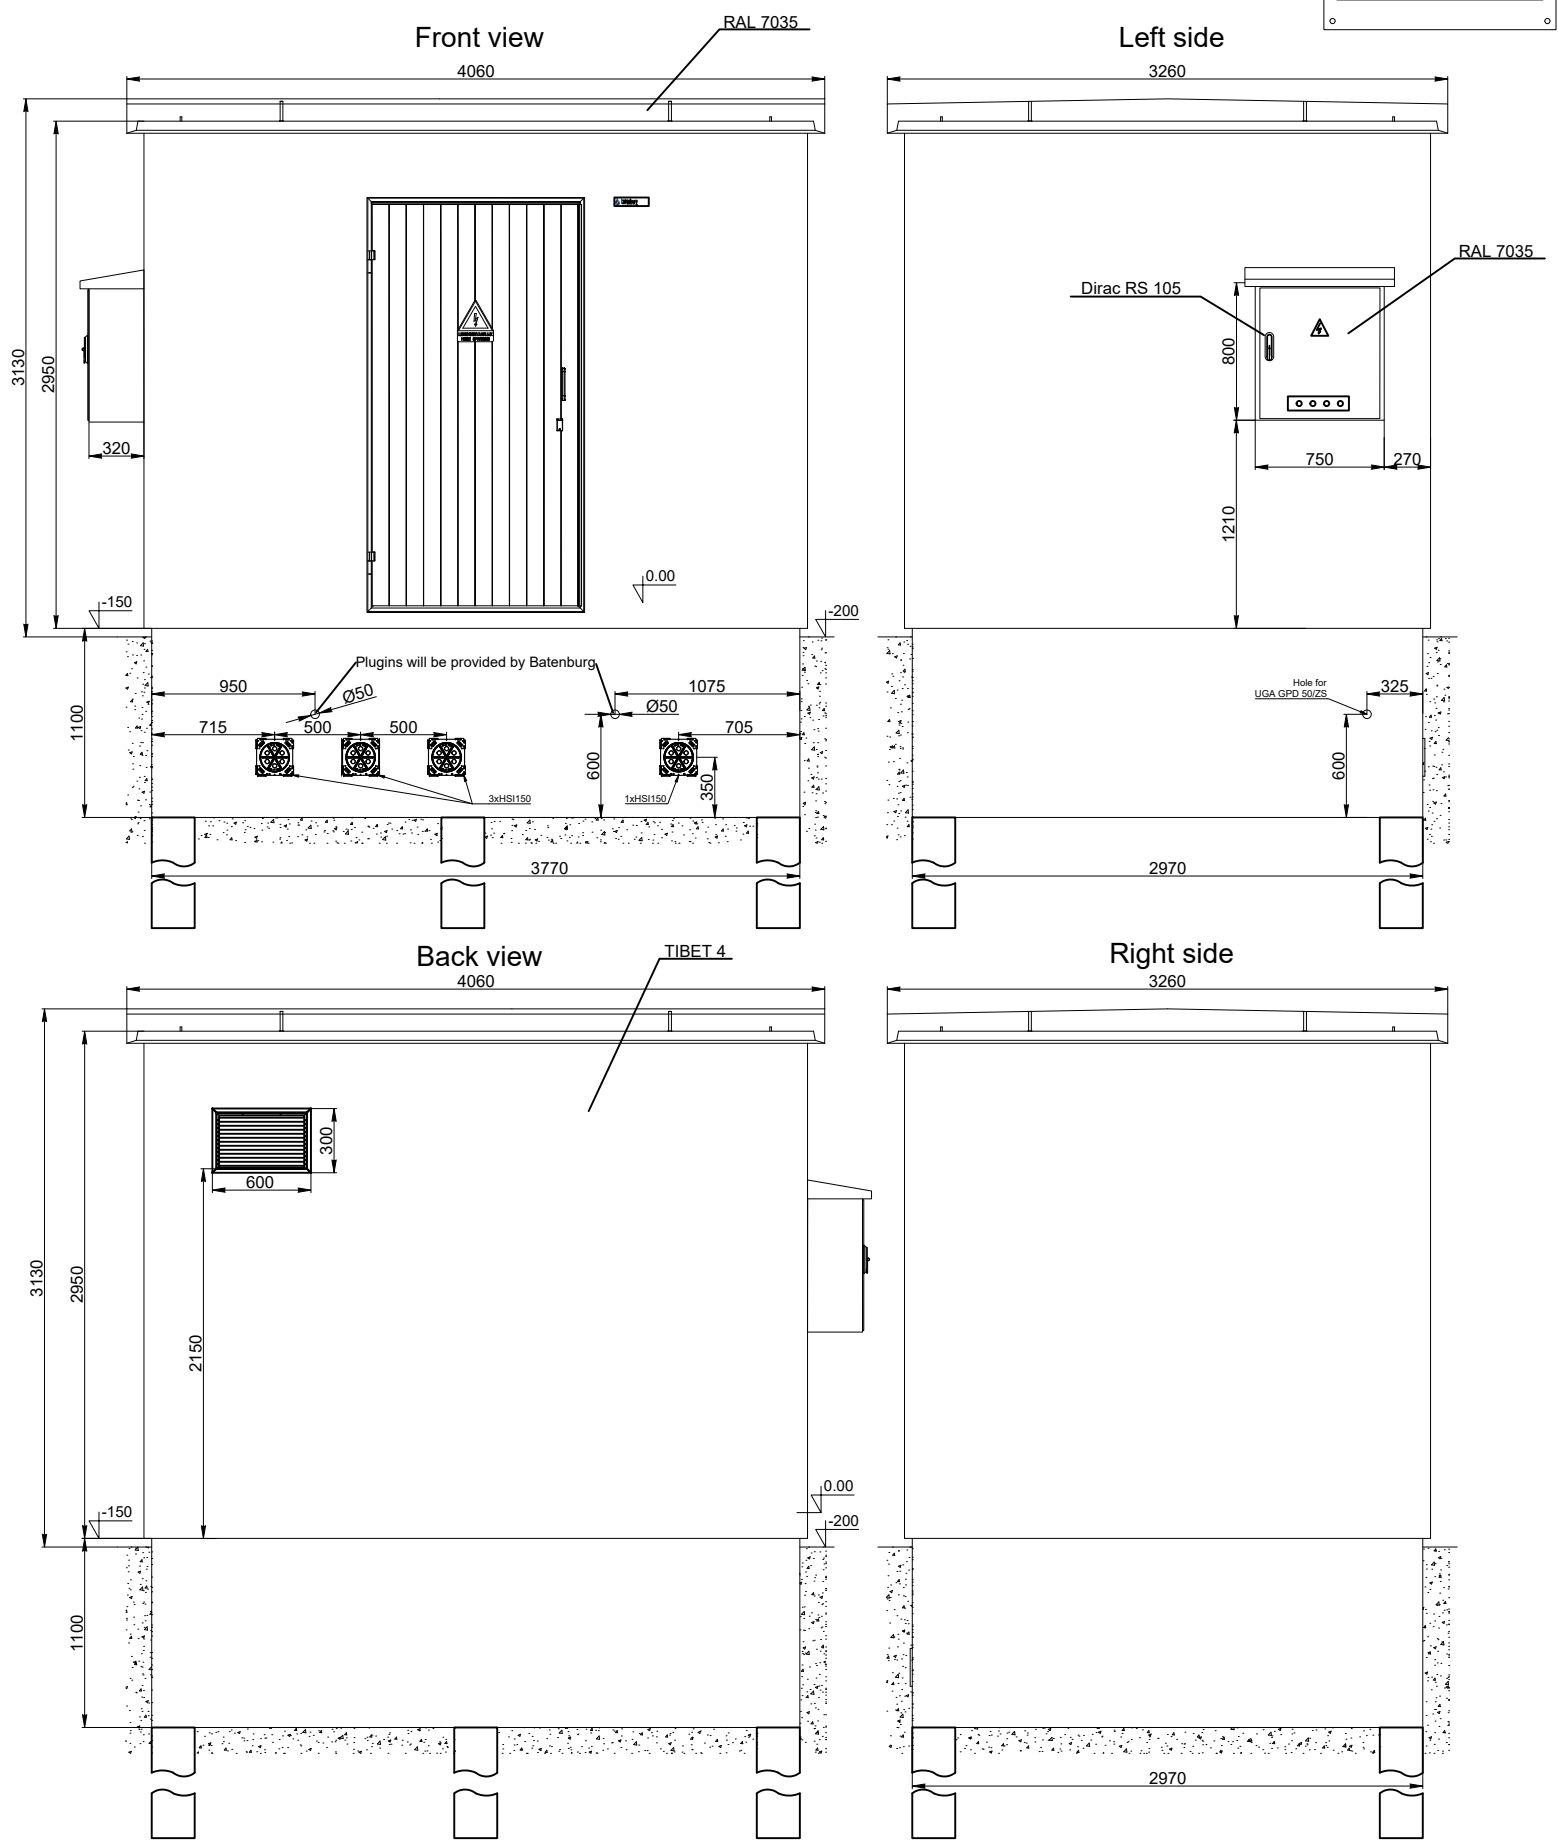 Front view
RAL 7035
4060
3130
2950
320
-150
0.00
-200
Plugins will be provided by Batenburg
950
Ø50
1075
Ø50
715
500
500
705
1100
600
350
3xHSI150
1xHSI150
3770
Left side
3260
RAL 7035
Dirac RS 105
800
750
270
1210
Hole for
UGA GPD 50/ZS
325
600
2970
Back view
TIBET 4
4060
300
600
3130
2950
2150
0.00
-150
-200
1100
Right side
3260
2970